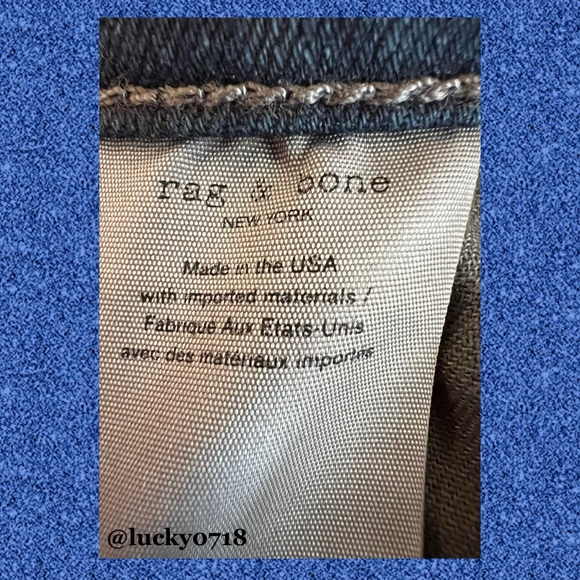 rag & bone
NEW YORK
Made in the USA
with imported materials /
Fabriqué Aux États-Unis
avec des matériaux importés
@lucky0718